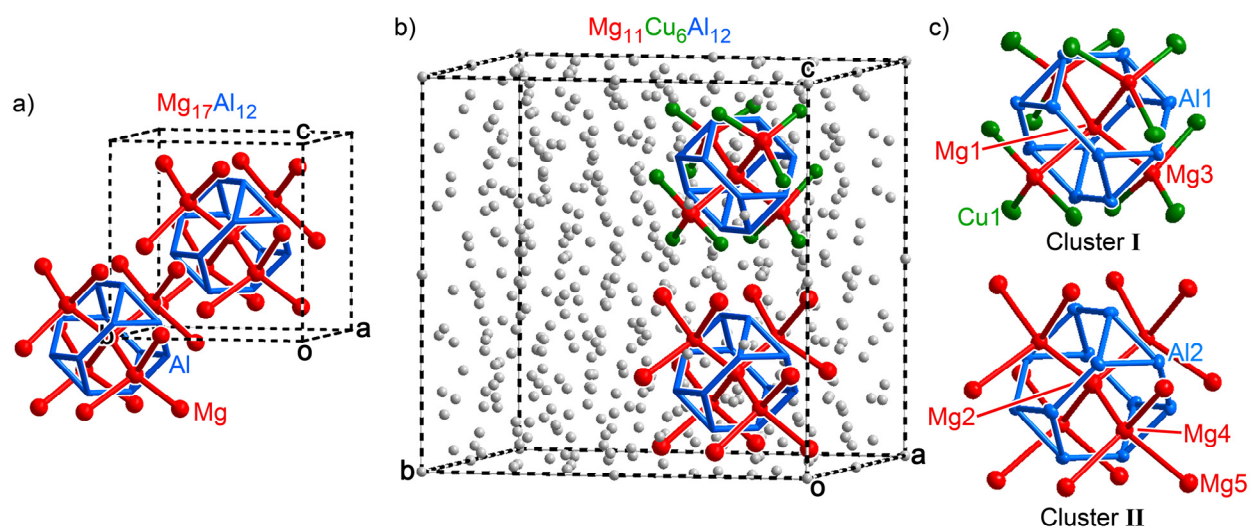 a)
Mg17Al12
c
a
o
Al
Mg
b)
Mg11Cu6Al12
c
b
a
o
c)
Al1
Mg1
Mg3
Cu1
Cluster I
Al2
Mg2
Mg4
Mg5
Cluster II